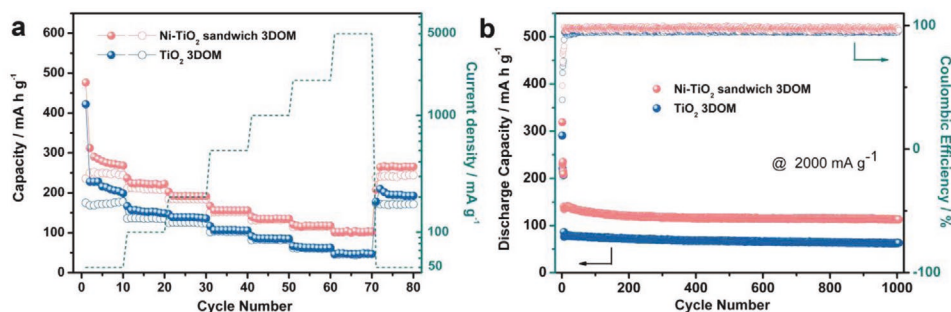 a
Ni-TiO₂ sandwich 3DOM
TiO₂ 3DOM
Capacity / mA h g⁻¹
600
500
400
300
200
100
0
0 10 20 30 40 50 60 70 80
Cycle Number
5000
1000
100
50
Current density / mA g⁻¹
b
Ni-TiO₂ sandwich 3DOM
TiO₂ 3DOM
@ 2000 mA g⁻¹
Discharge Capacity / mA h g⁻¹
500
400
300
200
100
0
0 200 400 600 800 1000
Cycle Number
100
0
-100
Coulombic Efficiency / %